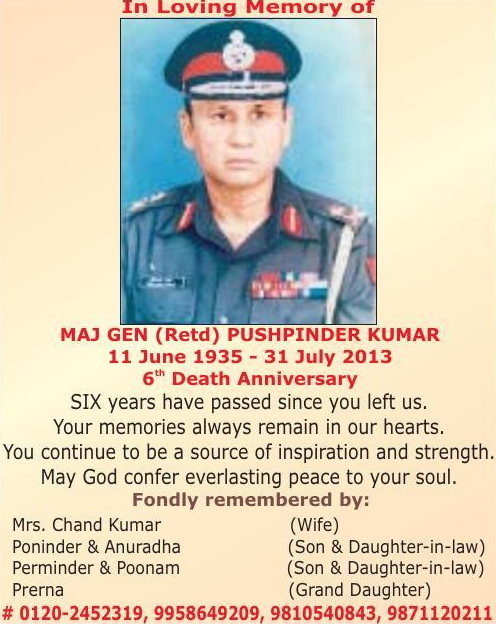 In Loving Memory of
MAJ GEN (Retd) PUSHPINDER KUMAR
11 June 1935 - 31 July 2013
6th Death Anniversary
SIX years have passed since you left us.
Your memories always remain in our hearts.
You continue to be a source of inspiration and strength.
May God confer everlasting peace to your soul.
Fondly remembered by:
Mrs. Chand Kumar (Wife)
Poninder & Anuradha (Son & Daughter-in-law)
Perminder & Poonam (Son & Daughter-in-law)
Prerna (Grand Daughter)
# 0120-2452319, 9958649209, 9810540843, 9871120211